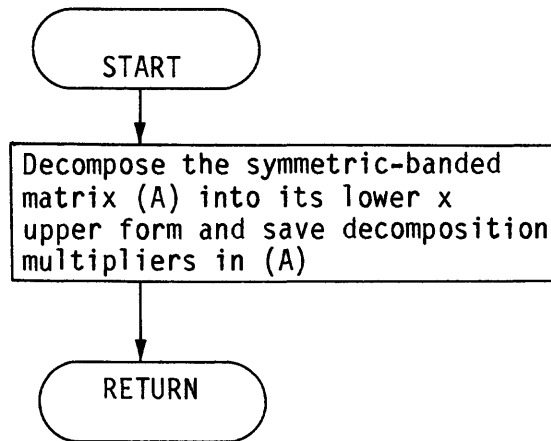 START
Decompose the symmetric-banded
matrix (A) into its lower x
upper form and save decomposition
multipliers in (A)
RETURN